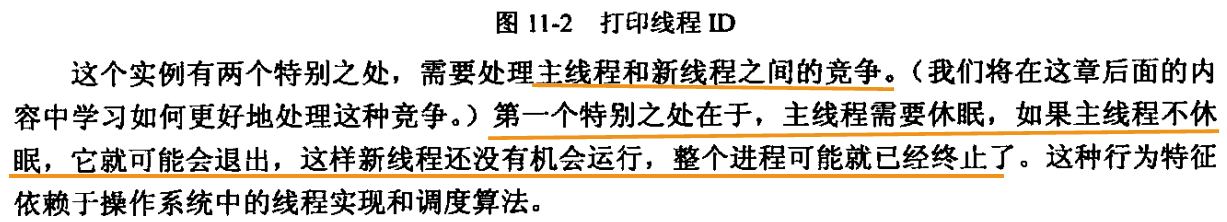 图 11-2 打印线程 ID
这个实例有两个特别之处，需要处理主线程和新线程之间的竞争。（我们将在这章后面的内
容中学习如何更好地处理这种竞争。）第一个特别之处在于，主线程需要休眠，如果主线程不休
眠，它就可能会退出，这样新线程还没有机会运行，整个进程可能就已经终止了。这种行为特征
依赖于操作系统中的线程实现和调度算法。